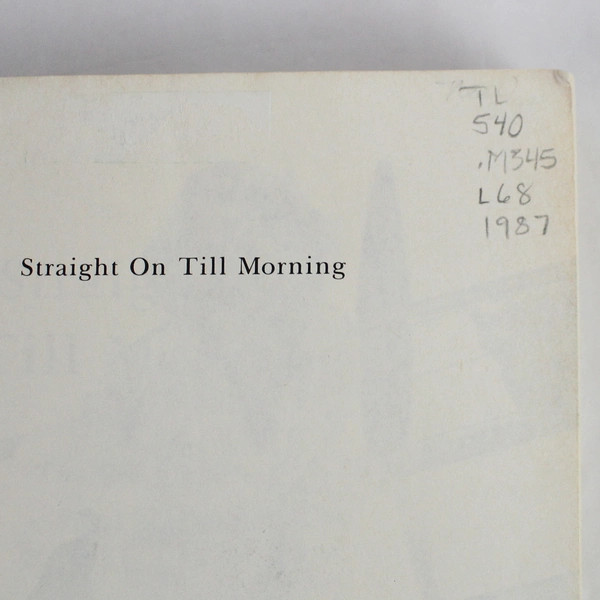 TL
540
.M345
L68
1987
Straight On Till Morning